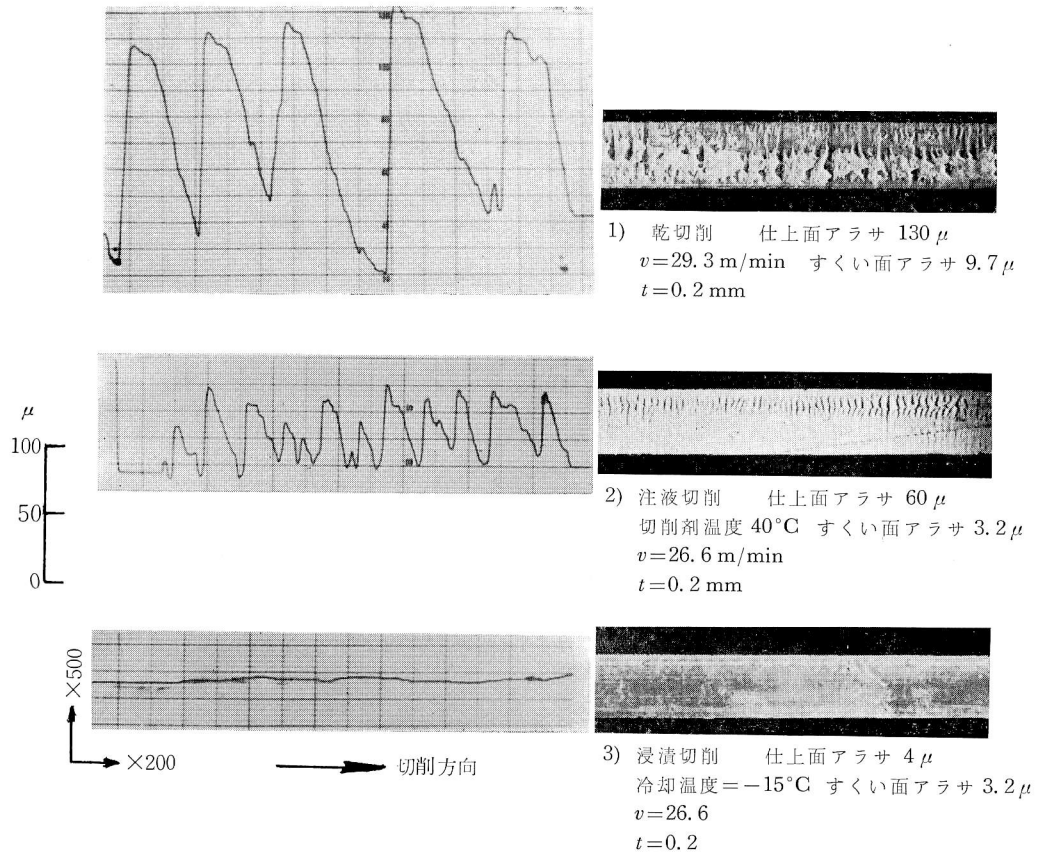 1) 乾切削 仕上面アラサ 130 μ
v=29.3 m/min すくい面アラサ 9.7 μ
t=0.2 mm
2) 注液切削 仕上面アラサ 60 μ
切削剤温度 40°C すくい面アラサ 3.2 μ
v=26.6 m/min
t=0.2 mm
μ
100
50
0
3) 浸漬切削 仕上面アラサ 4 μ
冷却温度=-15°C すくい面アラサ 3.2 μ
v=26.6
t=0.2
×500
×200
切削方向